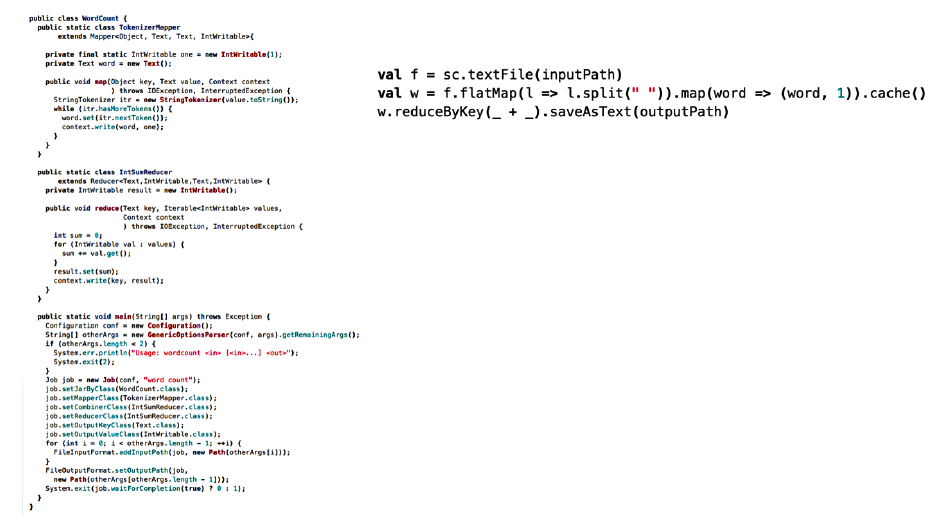 public class WordCount {
public static class TokenizerMapper
extends Mapper<Object, Text, Text, IntWritable>{
private final static IntWritable one = new IntWritable(1);
private Text word = new Text();
public void map(Object key, Text value, Context context
) throws IOException, InterruptedException {
StringTokenizer itr = new StringTokenizer(value.toString());
while (itr.hasMoreTokens()) {
word.set(itr.nextToken());
context.write(word, one);
}
}
}
public static class IntSumReducer
extends Reducer<Text,IntWritable,Text,IntWritable> {
private IntWritable result = new IntWritable();
public void reduce(Text key, Iterable<IntWritable> values,
Context context
) throws IOException, InterruptedException {
int sum = 0;
for (IntWritable val : values) {
sum += val.get();
}
result.set(sum);
context.write(key, result);
}
}
public static void main(String[] args) throws Exception {
Configuration conf = new Configuration();
String[] otherArgs = new GenericOptionsParser(conf, args).getRemainingArgs();
if (otherArgs.length < 2) {
System.err.println("Usage: wordcount <in> [<in>...] <out>");
System.exit(2);
}
Job job = new Job(conf, "word count");
job.setJarByClass(WordCount.class);
job.setMapperClass(TokenizerMapper.class);
job.setCombinerClass(IntSumReducer.class);
job.setReducerClass(IntSumReducer.class);
job.setOutputKeyClass(Text.class);
job.setOutputValueClass(IntWritable.class);
for (int i = 0; i < otherArgs.length - 1; ++i) {
FileInputFormat.addInputPath(job, new Path(otherArgs[i]));
}
FileOutputFormat.setOutputPath(job,
new Path(otherArgs[otherArgs.length - 1]));
System.exit(job.waitForCompletion(true) ? 0 : 1);
}
}
val f = sc.textFile(inputPath)
val w = f.flatMap(l => l.split(" ")).map(word => (word, 1)).cache()
w.reduceByKey(_ + _).saveAsText(outputPath)